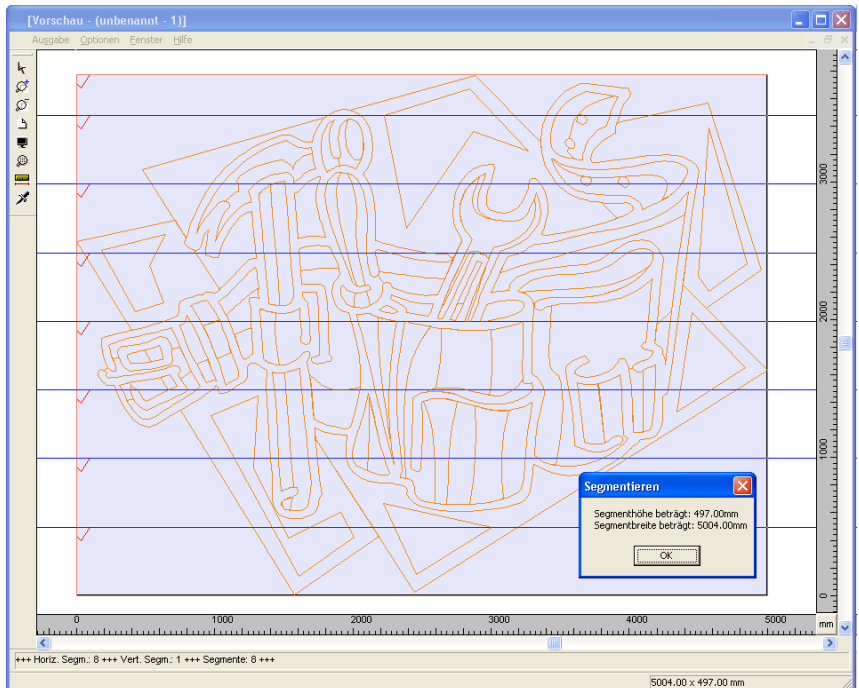 [Vorschau - (unbenannt - 1)]
Ausgabe Optionen Fenster Hilfe
3000
2000
1000
0
Segmentieren
Segmenthöhe beträgt: 497.00mm
Segmentbreite beträgt: 5004.00mm
OK
0 1000 2000 3000 4000 5000 mm
+++ Horiz. Segm.: 8 +++ Vert. Segm.: 1 +++ Segmente: 8 +++
5004.00 x 497.00 mm